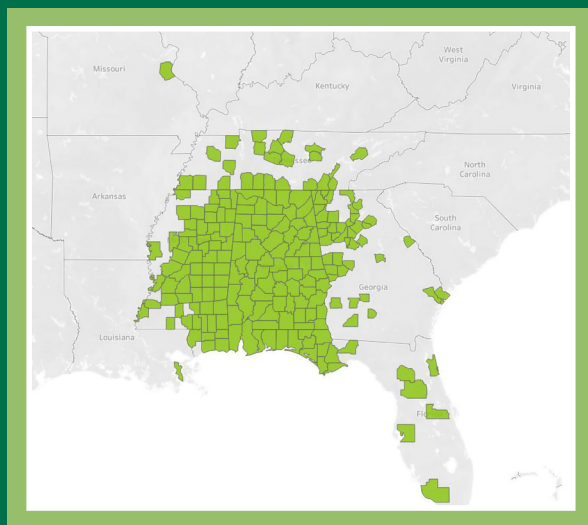 West
Virginia
Missouri
Kentucky
Virginia
North
Carolina
Arkansas
South
Carolina
Georgia
Louisiana